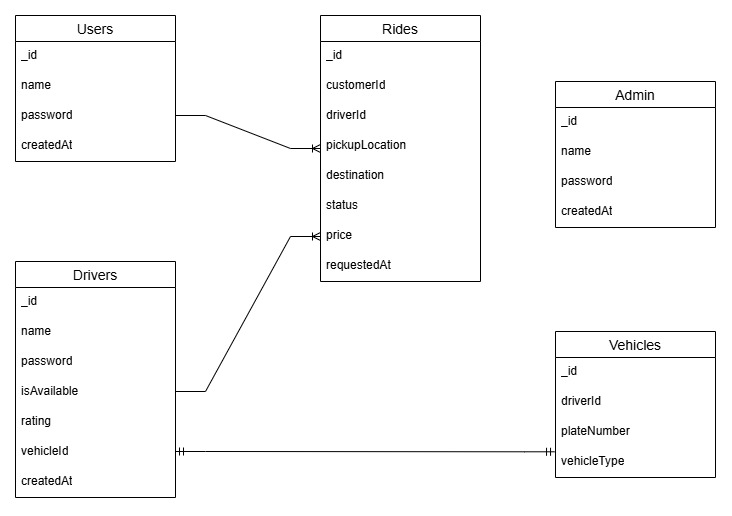 Users
_id
name
password
createdAt
Rides
_id
customerId
driverId
pickupLocation
destination
status
price
requestedAt
Admin
_id
name
password
createdAt
Drivers
_id
name
password
isAvailable
rating
vehicleId
createdAt
Vehicles
_id
driverId
plateNumber
vehicleType